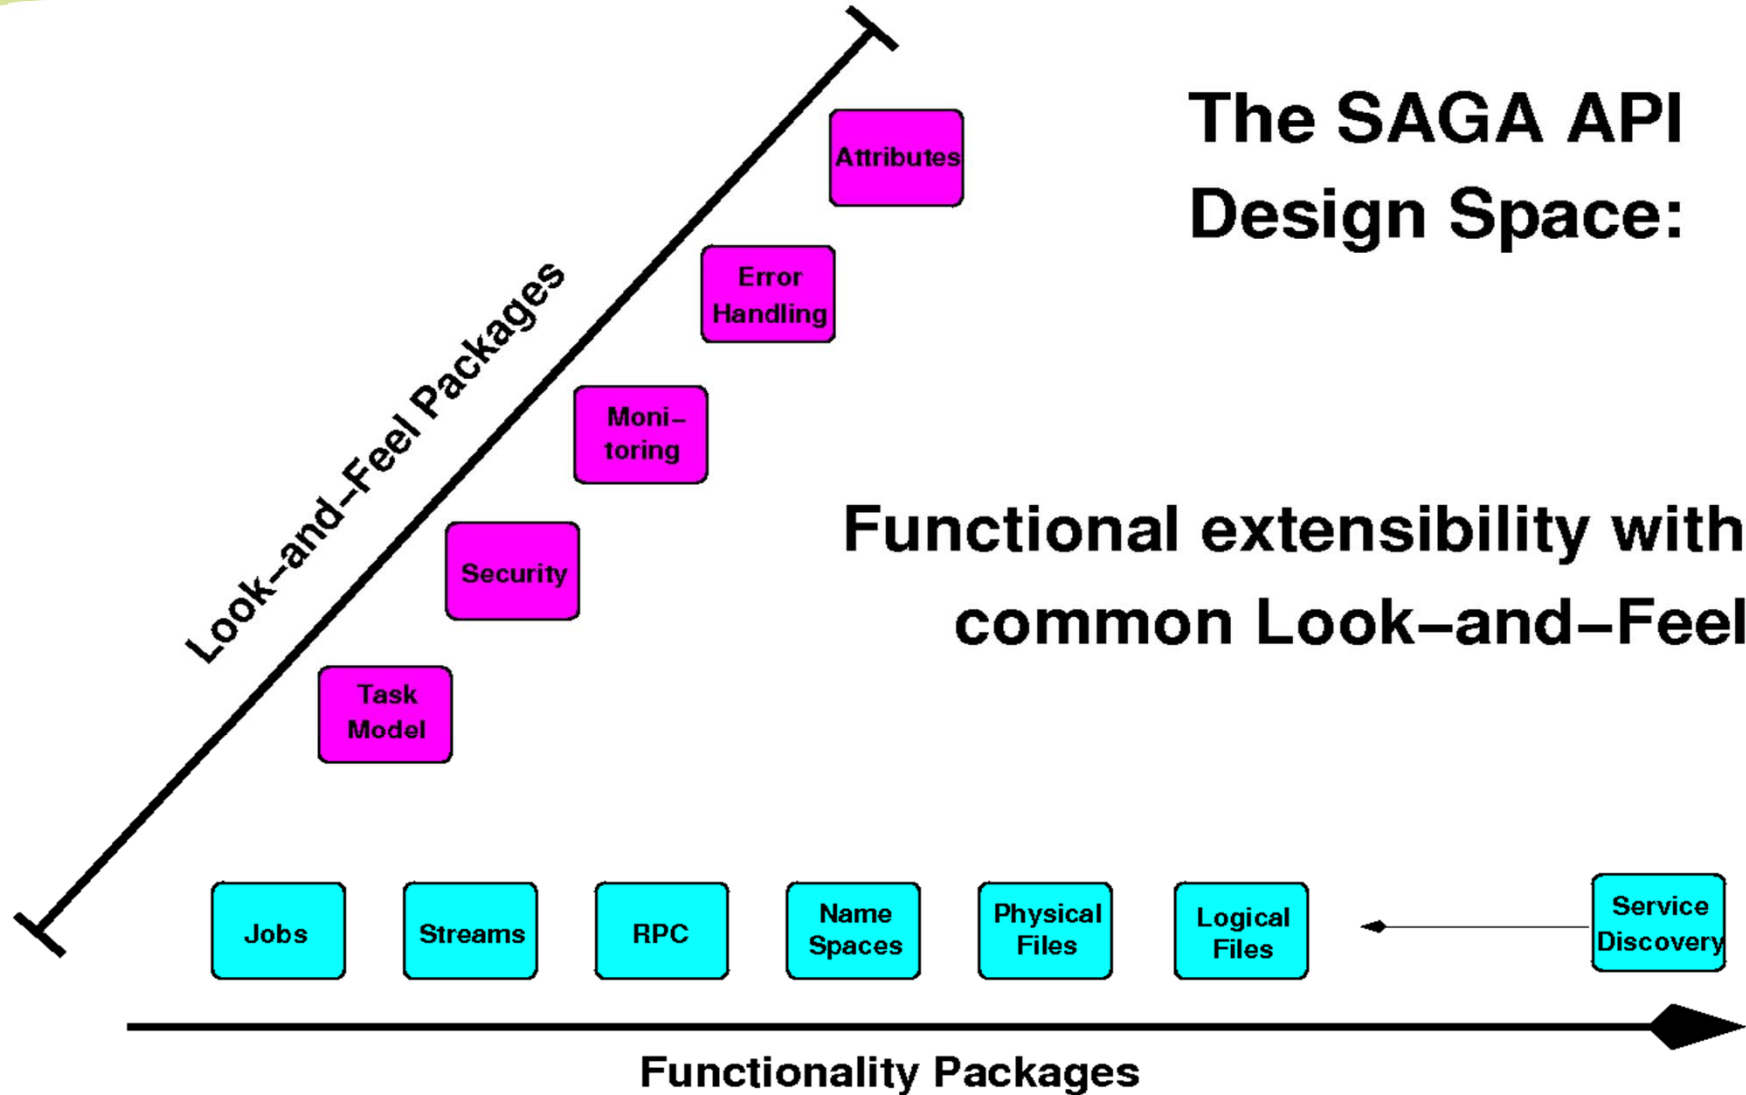 The SAGA API
Design Space:
Attributes
Error
Handling
Look–and–Feel Packages
Moni–
toring
Functional extensibility with
common Look–and–Feel
Security
Task
Model
Jobs
Streams
RPC
Name
Spaces
Physical
Files
Logical
Files
Service
Discovery
Functionality Packages